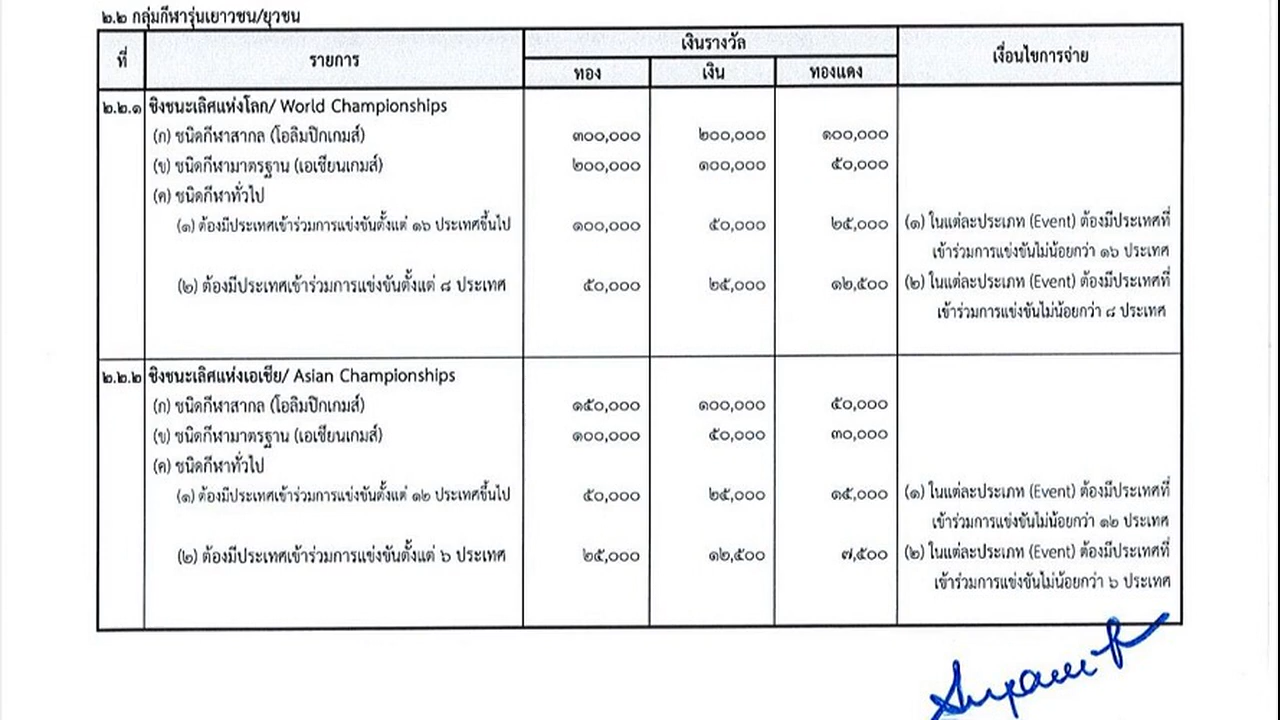 ๒.๒ กลุ่มกีฬารุ่นเยาวชน/ยุวชน
ที่ รายการ เงินรางวัล เงื่อนไขการจ่าย
ทอง เงิน ทองแดง
๒.๒.๑ ชิงชนะเลิศแห่งโลก/ World Championships
(ก) ชนิดกีฬาสากล (โอลิมปิกเกมส์) ๓๐๐,๐๐๐ ๒๐๐,๐๐๐ ๑๐๐,๐๐๐
(ข) ชนิดกีฬามาตรฐาน (เอเชียนเกมส์) ๒๐๐,๐๐๐ ๑๐๐,๐๐๐ ๕๐,๐๐๐
(ค) ชนิดกีฬาทั่วไป
(๑) ต้องมีประเทศเข้าร่วมการแข่งขันตั้งแต่ ๑๖ ประเทศขึ้นไป ๑๐๐,๐๐๐ ๕๐,๐๐๐ ๒๕,๐๐๐ (๑) ในแต่ละประเภท (Event) ต้องมีประเทศที่
เข้าร่วมการแข่งขันไม่น้อยกว่า ๑๖ ประเทศ
(๒) ต้องมีประเทศเข้าร่วมการแข่งขันตั้งแต่ ๘ ประเทศ ๕๐,๐๐๐ ๒๕,๐๐๐ ๑๒,๕๐๐ (๒) ในแต่ละประเภท (Event) ต้องมีประเทศที่
เข้าร่วมการแข่งขันไม่น้อยกว่า ๘ ประเทศ
๒.๒.๒ ชิงชนะเลิศแห่งเอเชีย/ Asian Championships
(ก) ชนิดกีฬาสากล (โอลิมปิกเกมส์) ๑๕๐,๐๐๐ ๑๐๐,๐๐๐ ๕๐,๐๐๐
(ข) ชนิดกีฬามาตรฐาน (เอเชียนเกมส์) ๑๐๐,๐๐๐ ๕๐,๐๐๐ ๓๐,๐๐๐
(ค) ชนิดกีฬาทั่วไป
(๑) ต้องมีประเทศเข้าร่วมการแข่งขันตั้งแต่ ๑๒ ประเทศขึ้นไป ๕๐,๐๐๐ ๒๕,๐๐๐ ๑๕,๐๐๐ (๑) ในแต่ละประเภท (Event) ต้องมีประเทศที่
เข้าร่วมการแข่งขันไม่น้อยกว่า ๑๒ ประเทศ
(๒) ต้องมีประเทศเข้าร่วมการแข่งขันตั้งแต่ ๖ ประเทศ ๒๕,๐๐๐ ๑๒,๕๐๐ ๗,๕๐๐ (๒) ในแต่ละประเภท (Event) ต้องมีประเทศที่
เข้าร่วมการแข่งขันไม่น้อยกว่า ๖ ประเทศ